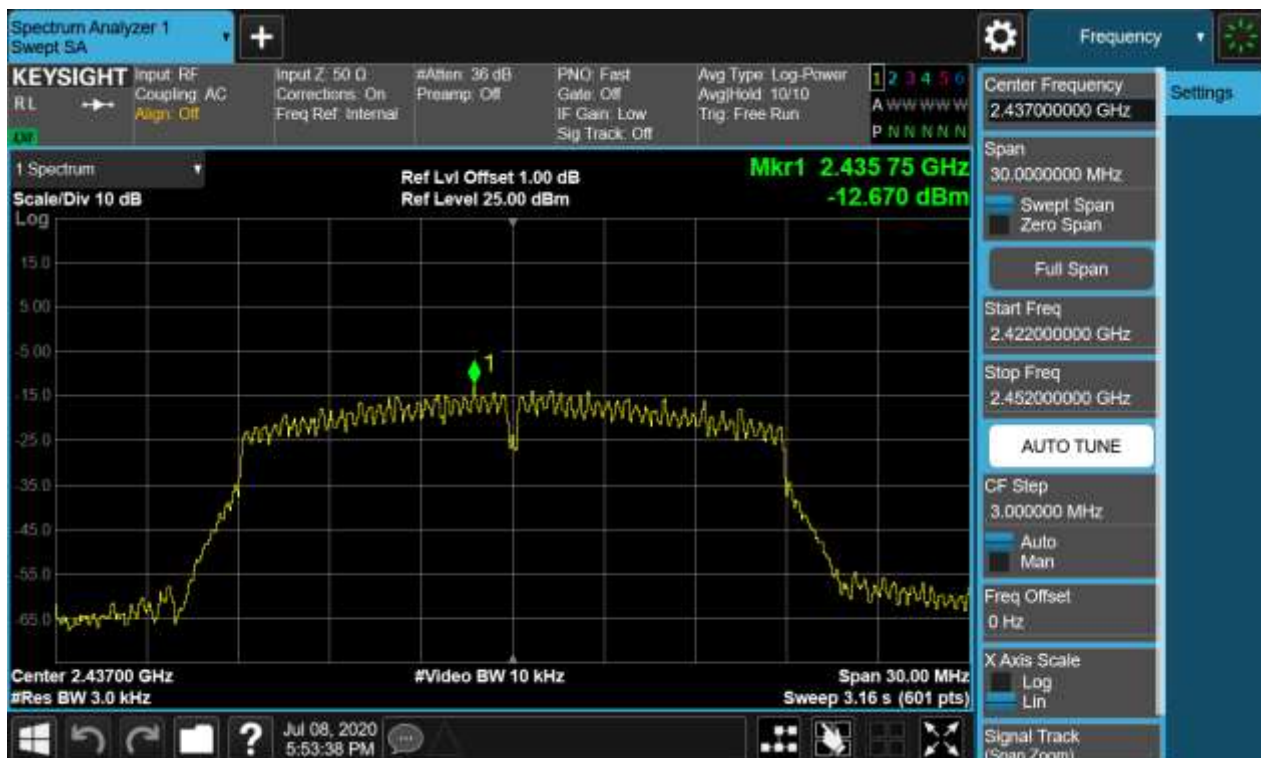 Spectrum Analyzer 1
Swept SA
Frequency
KEYSIGHT
RL
Input: RF
Coupling: AC
Align: Off
Input Z: 50 Ω
Corrections: On
Freq Ref: Internal
#Atten: 36 dB
Preamp: Off
PNO: Fast
Gate: Off
IF Gain: Low
Sig Track: Off
Avg Type: Log-Power
Avg|Hold: 10/10
Trig: Free Run
1 2 3 4 5 6
A W W W W W
P N N N N N
1 Spectrum
Scale/Div 10 dB
Ref Lvl Offset 1.00 dB
Ref Level 25.00 dBm
Mkr1 2.435 75 GHz
-12.670 dBm
Log
15.0
5.00
-5.00
-15.0
-25.0
-35.0
-45.0
-55.0
-65.0
1
Center 2.43700 GHz
#Res BW 3.0 kHz
#Video BW 10 kHz
Span 30.00 MHz
Sweep 3.16 s (601 pts)
?
Jul 08, 2020
5:53:38 PM
Center Frequency
2.437000000 GHz
Settings
Span
30.0000000 MHz
Swept Span
Zero Span
Full Span
Start Freq
2.422000000 GHz
Stop Freq
2.452000000 GHz
AUTO TUNE
CF Step
3.000000 MHz
Auto
Man
Freq Offset
0 Hz
X Axis Scale
Log
Lin
Signal Track
(Span Zoom)